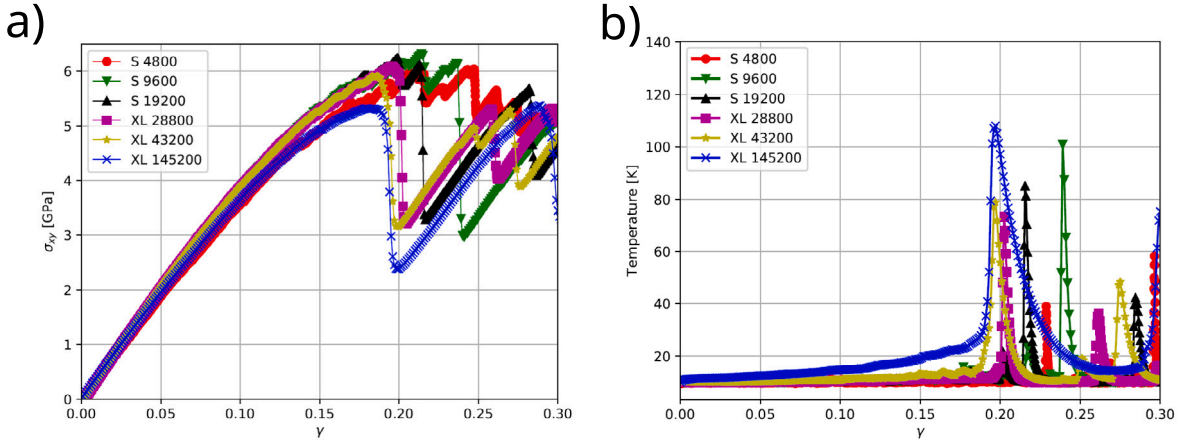 a)
S 4800
S 9600
S 19200
XL 28800
XL 43200
XL 145200
6
5
4
3
2
1
0
σxy [GPa]
0.00 0.05 0.10 0.15 0.20 0.25 0.30
γ
b)
S 4800
S 9600
S 19200
XL 28800
XL 43200
XL 145200
140
120
100
80
60
40
20
Temperature [K]
0.00 0.05 0.10 0.15 0.20 0.25 0.30
γ